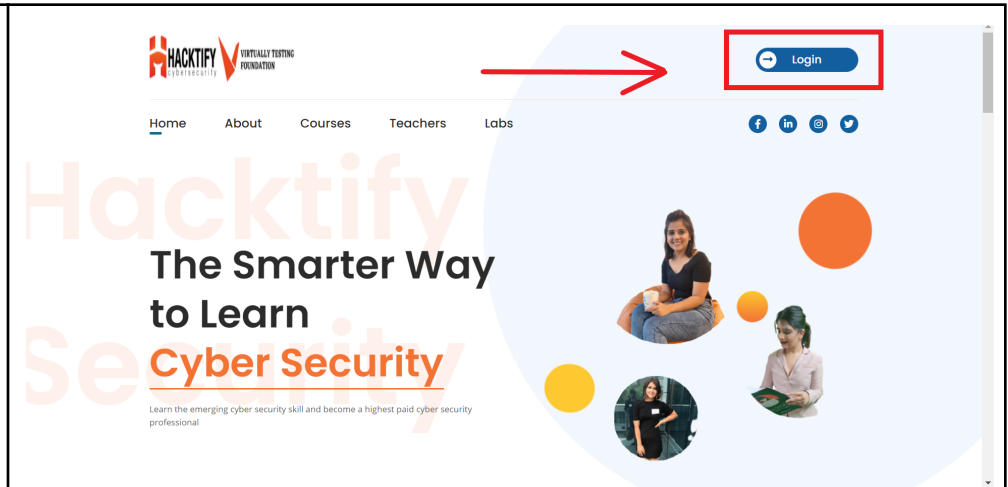 HACKTIFY
cybersecurity
VIRTUALLY TESTING
FOUNDATION
Login
Home About Courses Teachers Labs
Hacktify
Security
The Smarter Way
to Learn
Cyber Security
Learn the emerging cyber security skill and become a highest paid cyber security
professional